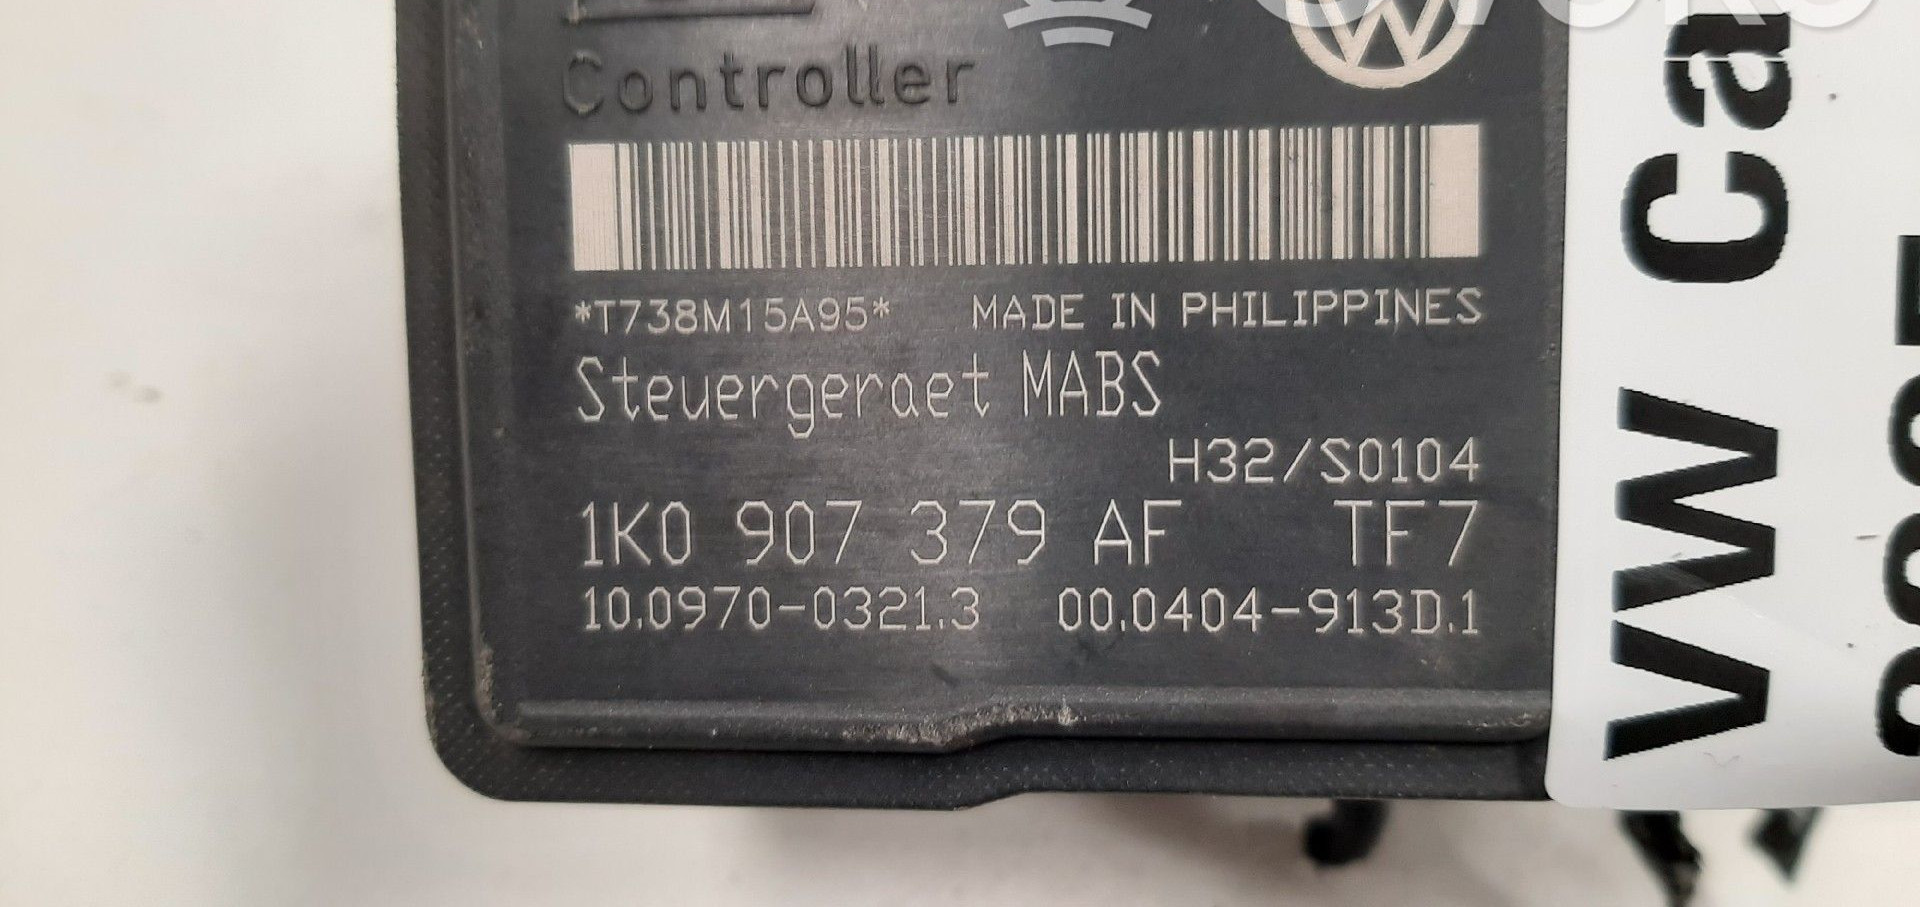 Controller
*T738M15A95* MADE IN PHILIPPINES
Steuergeraet MABS
H32/S0104
1K0 907 379 AF TF7
10.0970-0321.3 00.0404-913D.1
VW